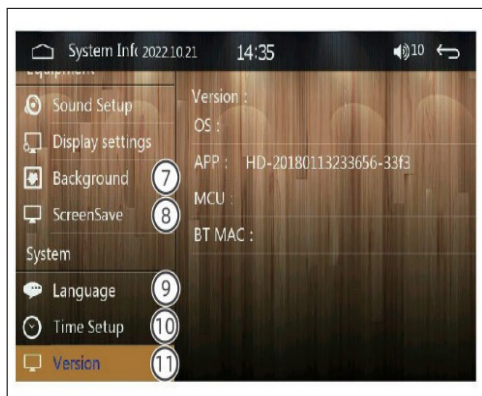 System Info 2022.10.21 14:35 10
Equipment
Sound Setup
Display settings
Background 7
ScreenSave 8
System
Language 9
Time Setup 10
Version 11
Version :
OS :
APP : HD-20180113233656-33f3
MCU :
BT MAC :